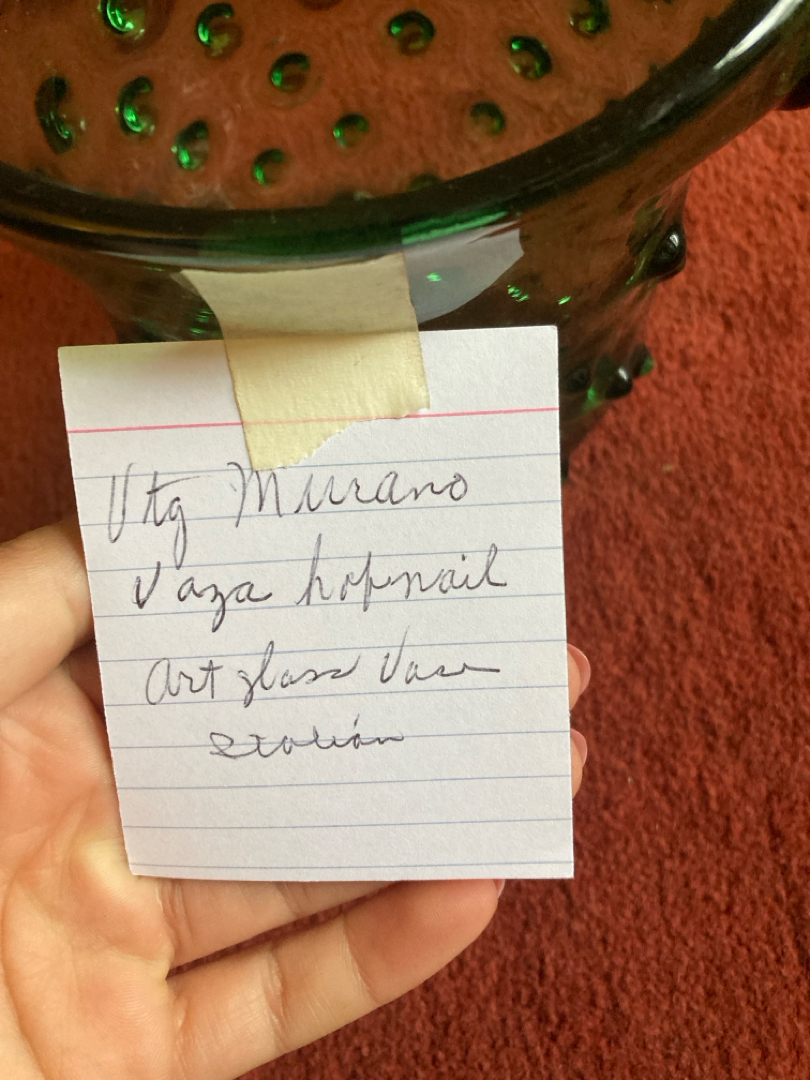 Vtg Murano
Vaza hobnail
Art glass Vase
Italian